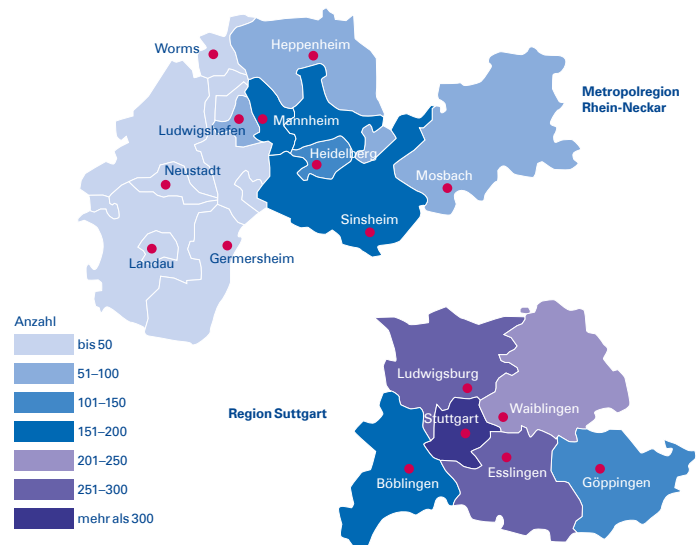 Worms
Heppenheim
Metropolregion
Rhein-Neckar
Ludwigshafen
Mannheim
Heidelberg
Neustadt
Mosbach
Sinsheim
Landau
Germersheim
Anzahl
bis 50
51–100
101–150
151–200
201–250
251–300
mehr als 300
Region Suttgart
Ludwigsburg
Waiblingen
Stuttgart
Böblingen
Esslingen
Göppingen